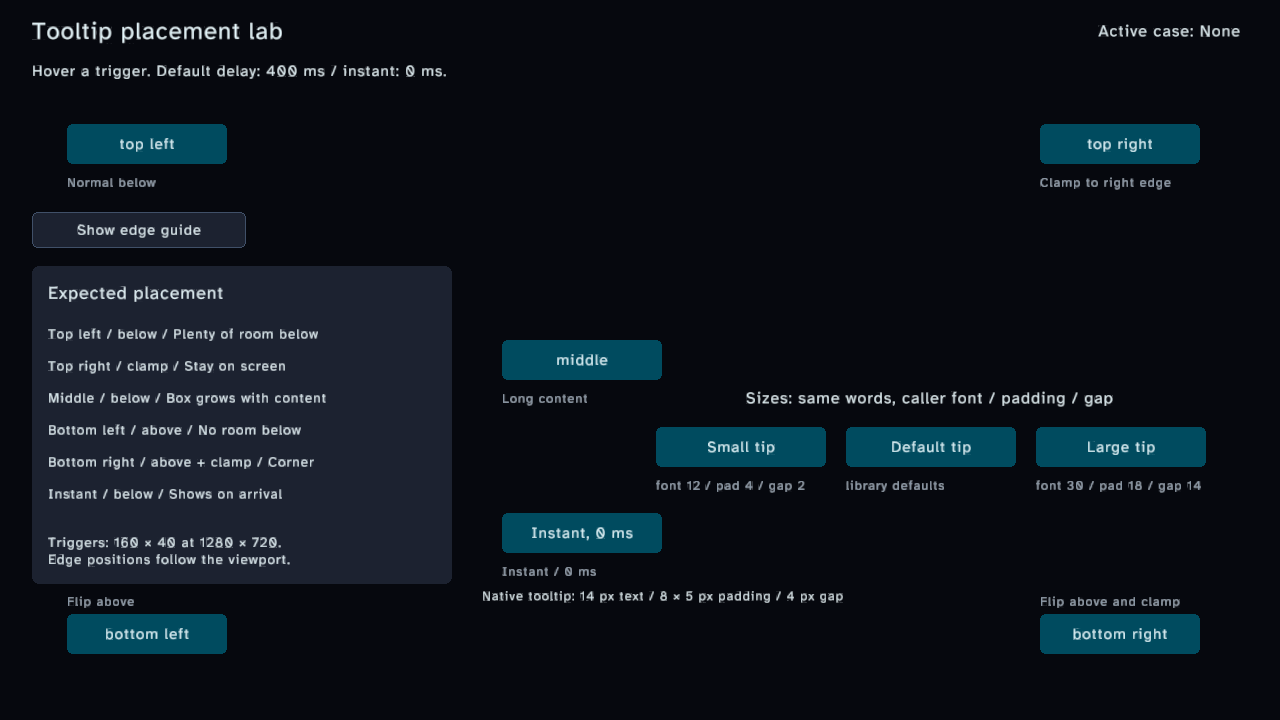 Tooltip placement lab
Active case: None
Hover a trigger. Default delay: 400 ms / instant: 0 ms.
top left
Normal below
top right
Clamp to right edge
Show edge guide
Expected placement
Top left / below / Plenty of room below
Top right / clamp / Stay on screen
Middle / below / Box grows with content
Bottom left / above / No room below
Bottom right / above + clamp / Corner
Instant / below / Shows on arrival
Triggers: 160 × 40 at 1280 × 720.
Edge positions follow the viewport.
middle
Long content
Sizes: same words, caller font / padding / gap
Small tip
Default tip
Large tip
font 12 / pad 4 / gap 2
library defaults
font 30 / pad 18 / gap 14
Instant, 0 ms
Instant / 0 ms
Native tooltip: 14 px text / 8 × 5 px padding / 4 px gap
Flip above
bottom left
Flip above and clamp
bottom right